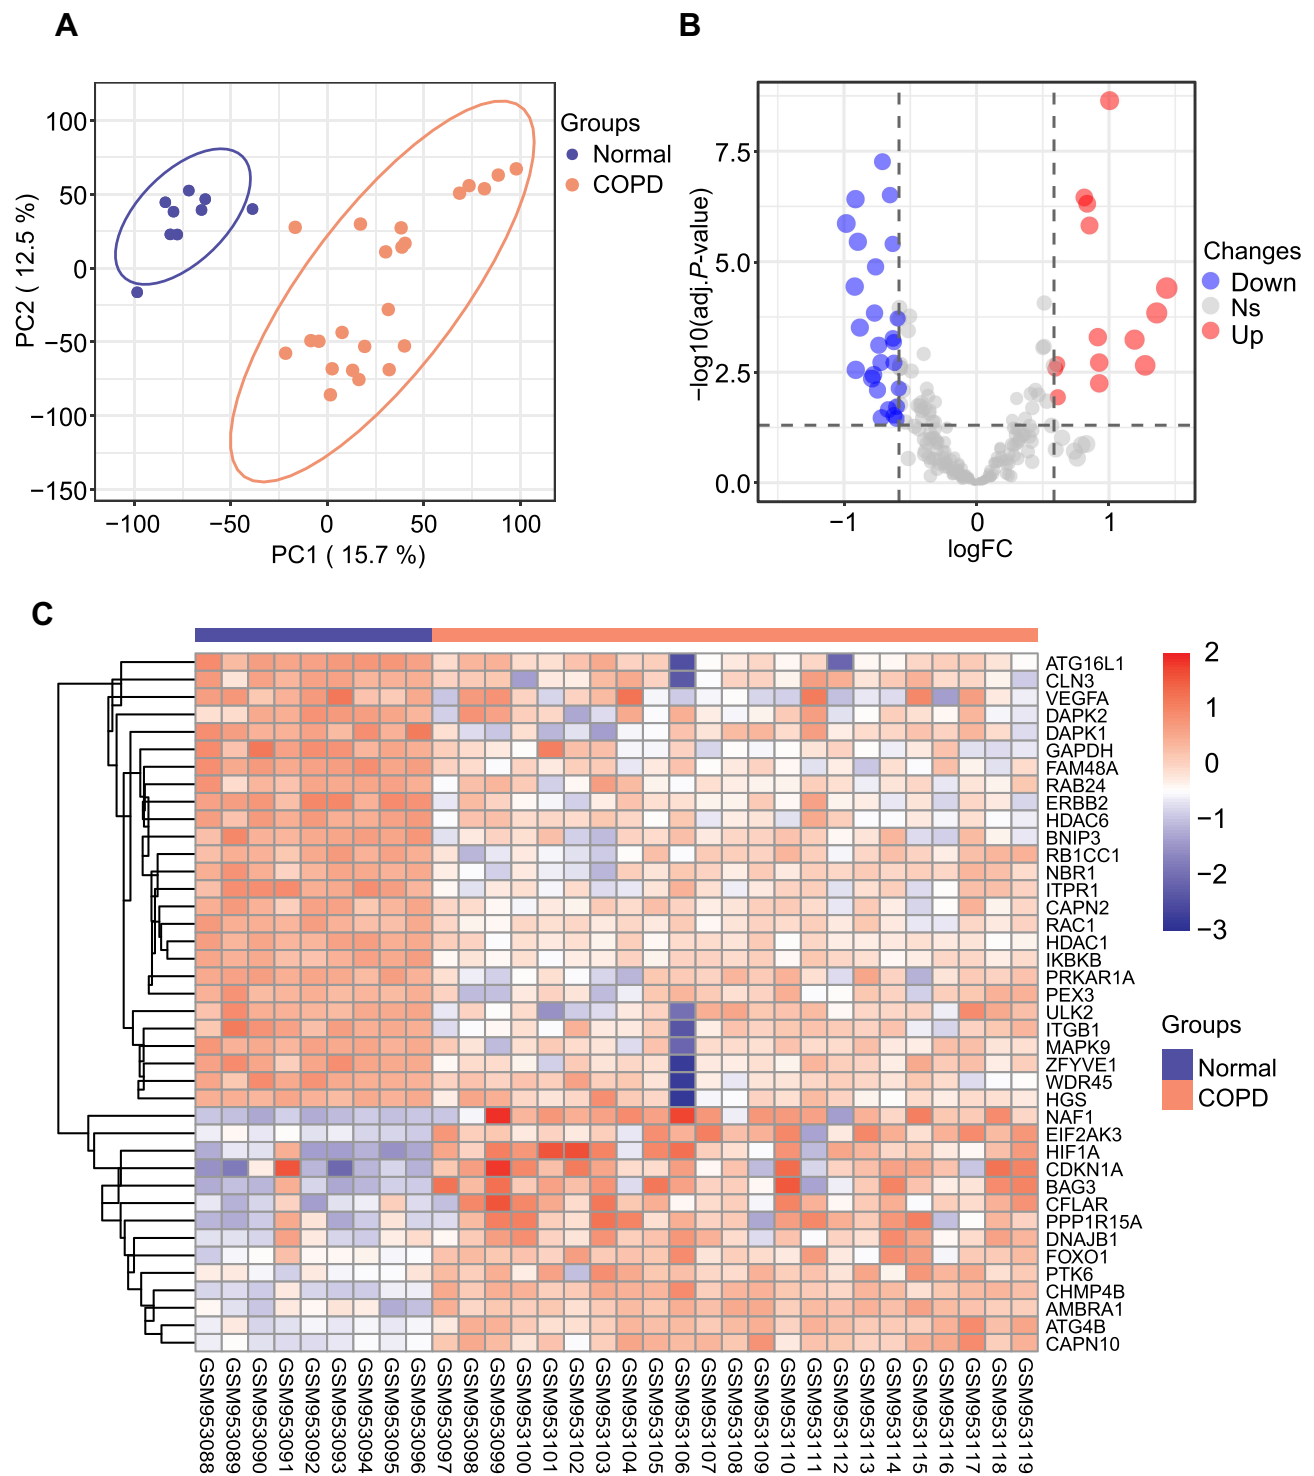 A
B
100
50
0
−50
−100
−150
−100
−50
0
50
100
PC1 ( 15.7 %)
PC2 ( 12.5 %)
Groups
Normal
COPD
7.5
5.0
2.5
0.0
−1
0
1
logFC
−log10(adj.P-value)
Changes
Down
Ns
Up
C
ATG16L1
CLN3
VEGFA
DAPK2
DAPK1
GAPDH
FAM48A
RAB24
ERBB2
HDAC6
BNIP3
RB1CC1
NBR1
ITPR1
CAPN2
RAC1
HDAC1
IKBKB
PRKAR1A
PEX3
ULK2
ITGB1
MAPK9
ZFYVE1
WDR45
HGS
NAF1
EIF2AK3
HIF1A
CDKN1A
BAG3
CFLAR
PPP1R15A
DNAJB1
FOXO1
PTK6
CHMP4B
AMBRA1
ATG4B
CAPN10
GSM953088
GSM953089
GSM953090
GSM953091
GSM953092
GSM953093
GSM953094
GSM953095
GSM953096
GSM953097
GSM953098
GSM953099
GSM953100
GSM953101
GSM953102
GSM953103
GSM953104
GSM953105
GSM953106
GSM953107
GSM953108
GSM953109
GSM953110
GSM953111
GSM953112
GSM953113
GSM953114
GSM953115
GSM953116
GSM953117
GSM953118
GSM953119
2
1
0
−1
−2
−3
Groups
Normal
COPD